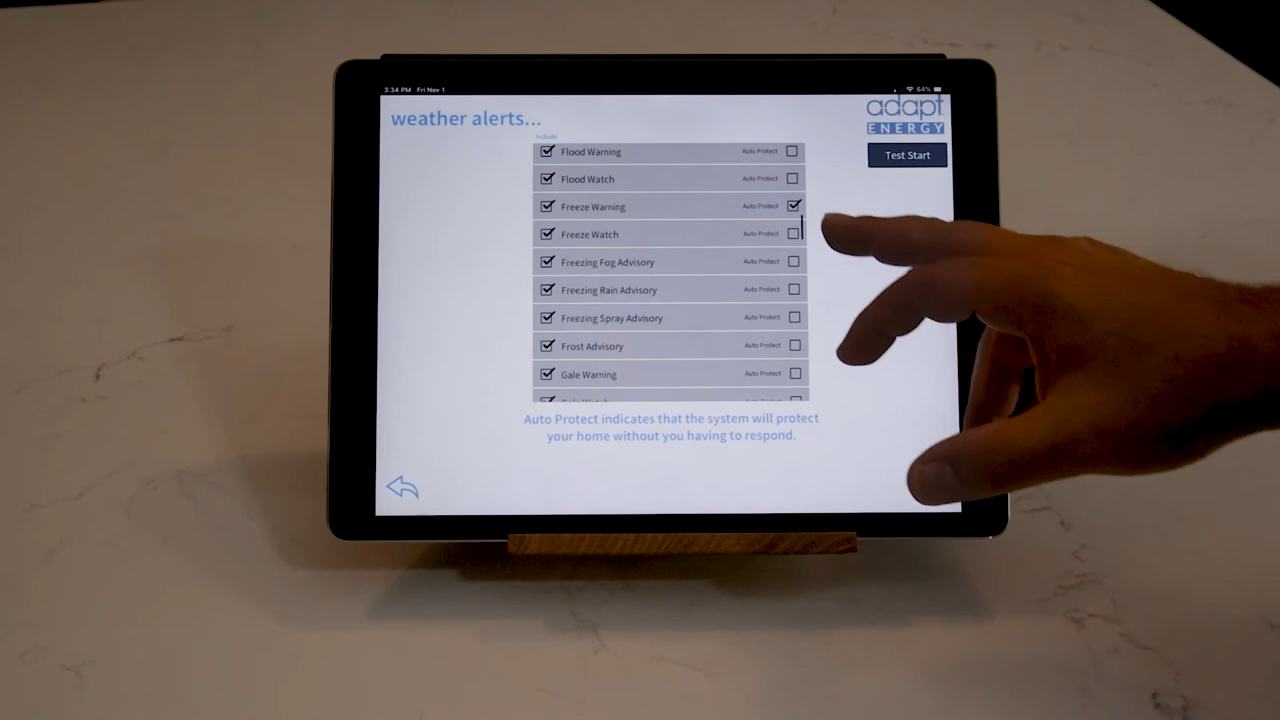 3:34 PM Fri Nov 1
64%
weather alerts...
adapt
ENERGY
Include
Test Start
Flood Warning Auto Protect
Flood Watch Auto Protect
Freeze Warning Auto Protect
Freeze Watch Auto Protect
Freezing Fog Advisory Auto Protect
Freezing Rain Advisory Auto Protect
Freezing Spray Advisory Auto Protect
Frost Advisory Auto Protect
Gale Warning Auto Protect
Auto Protect indicates that the system will protect
your home without you having to respond.